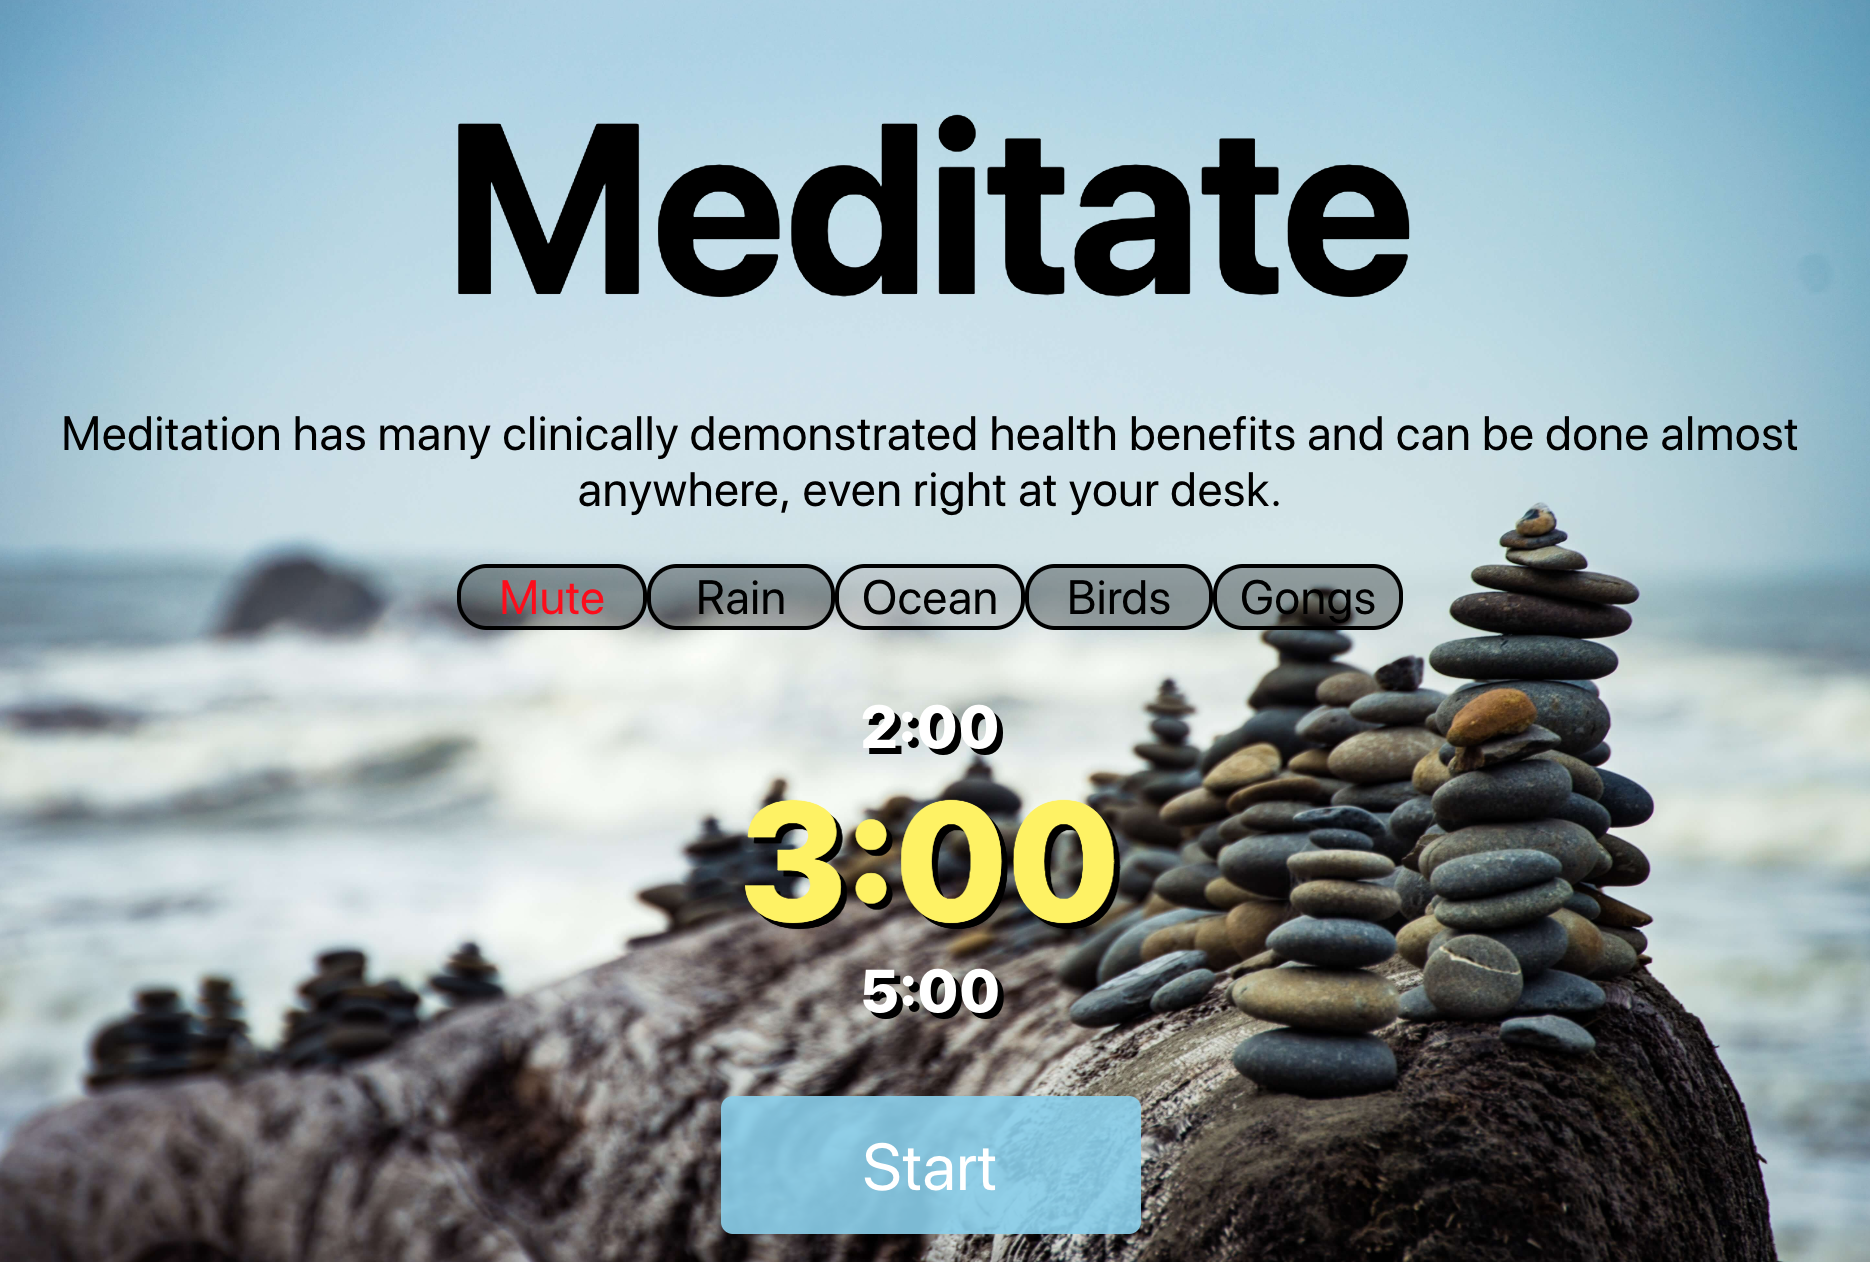 Meditate
Meditation has many clinically demonstrated health benefits and can be done almost
anywhere, even right at your desk.
Mute Rain Ocean Birds Gongs
2:00
3:00
5:00
Start